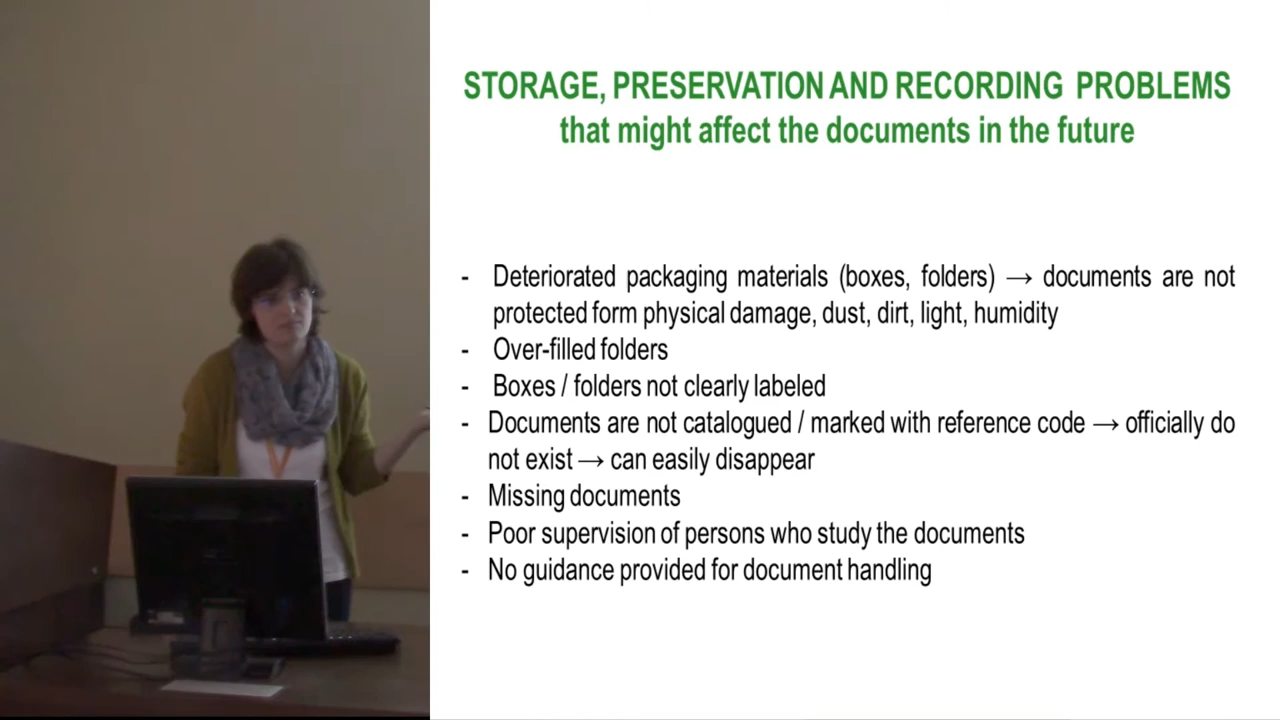 STORAGE, PRESERVATION AND RECORDING PROBLEMS
that might affect the documents in the future
- Deteriorated packaging materials (boxes, folders) → documents are not
protected form physical damage, dust, dirt, light, humidity
- Over-filled folders
- Boxes / folders not clearly labeled
- Documents are not catalogued / marked with reference code → officially do
not exist → can easily disappear
- Missing documents
- Poor supervision of persons who study the documents
- No guidance provided for document handling